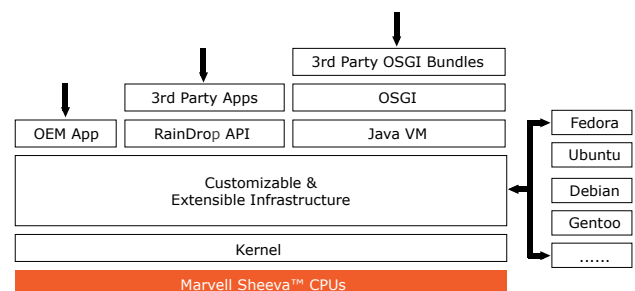 3rd Party OSGI Bundles
3rd Party Apps
OSGI
OEM App
RainDrop API
Java VM
Customizable &
Extensible Infrastructure
Kernel
Marvell Sheeva™ CPUs
Fedora
Ubuntu
Debian
Gentoo
......